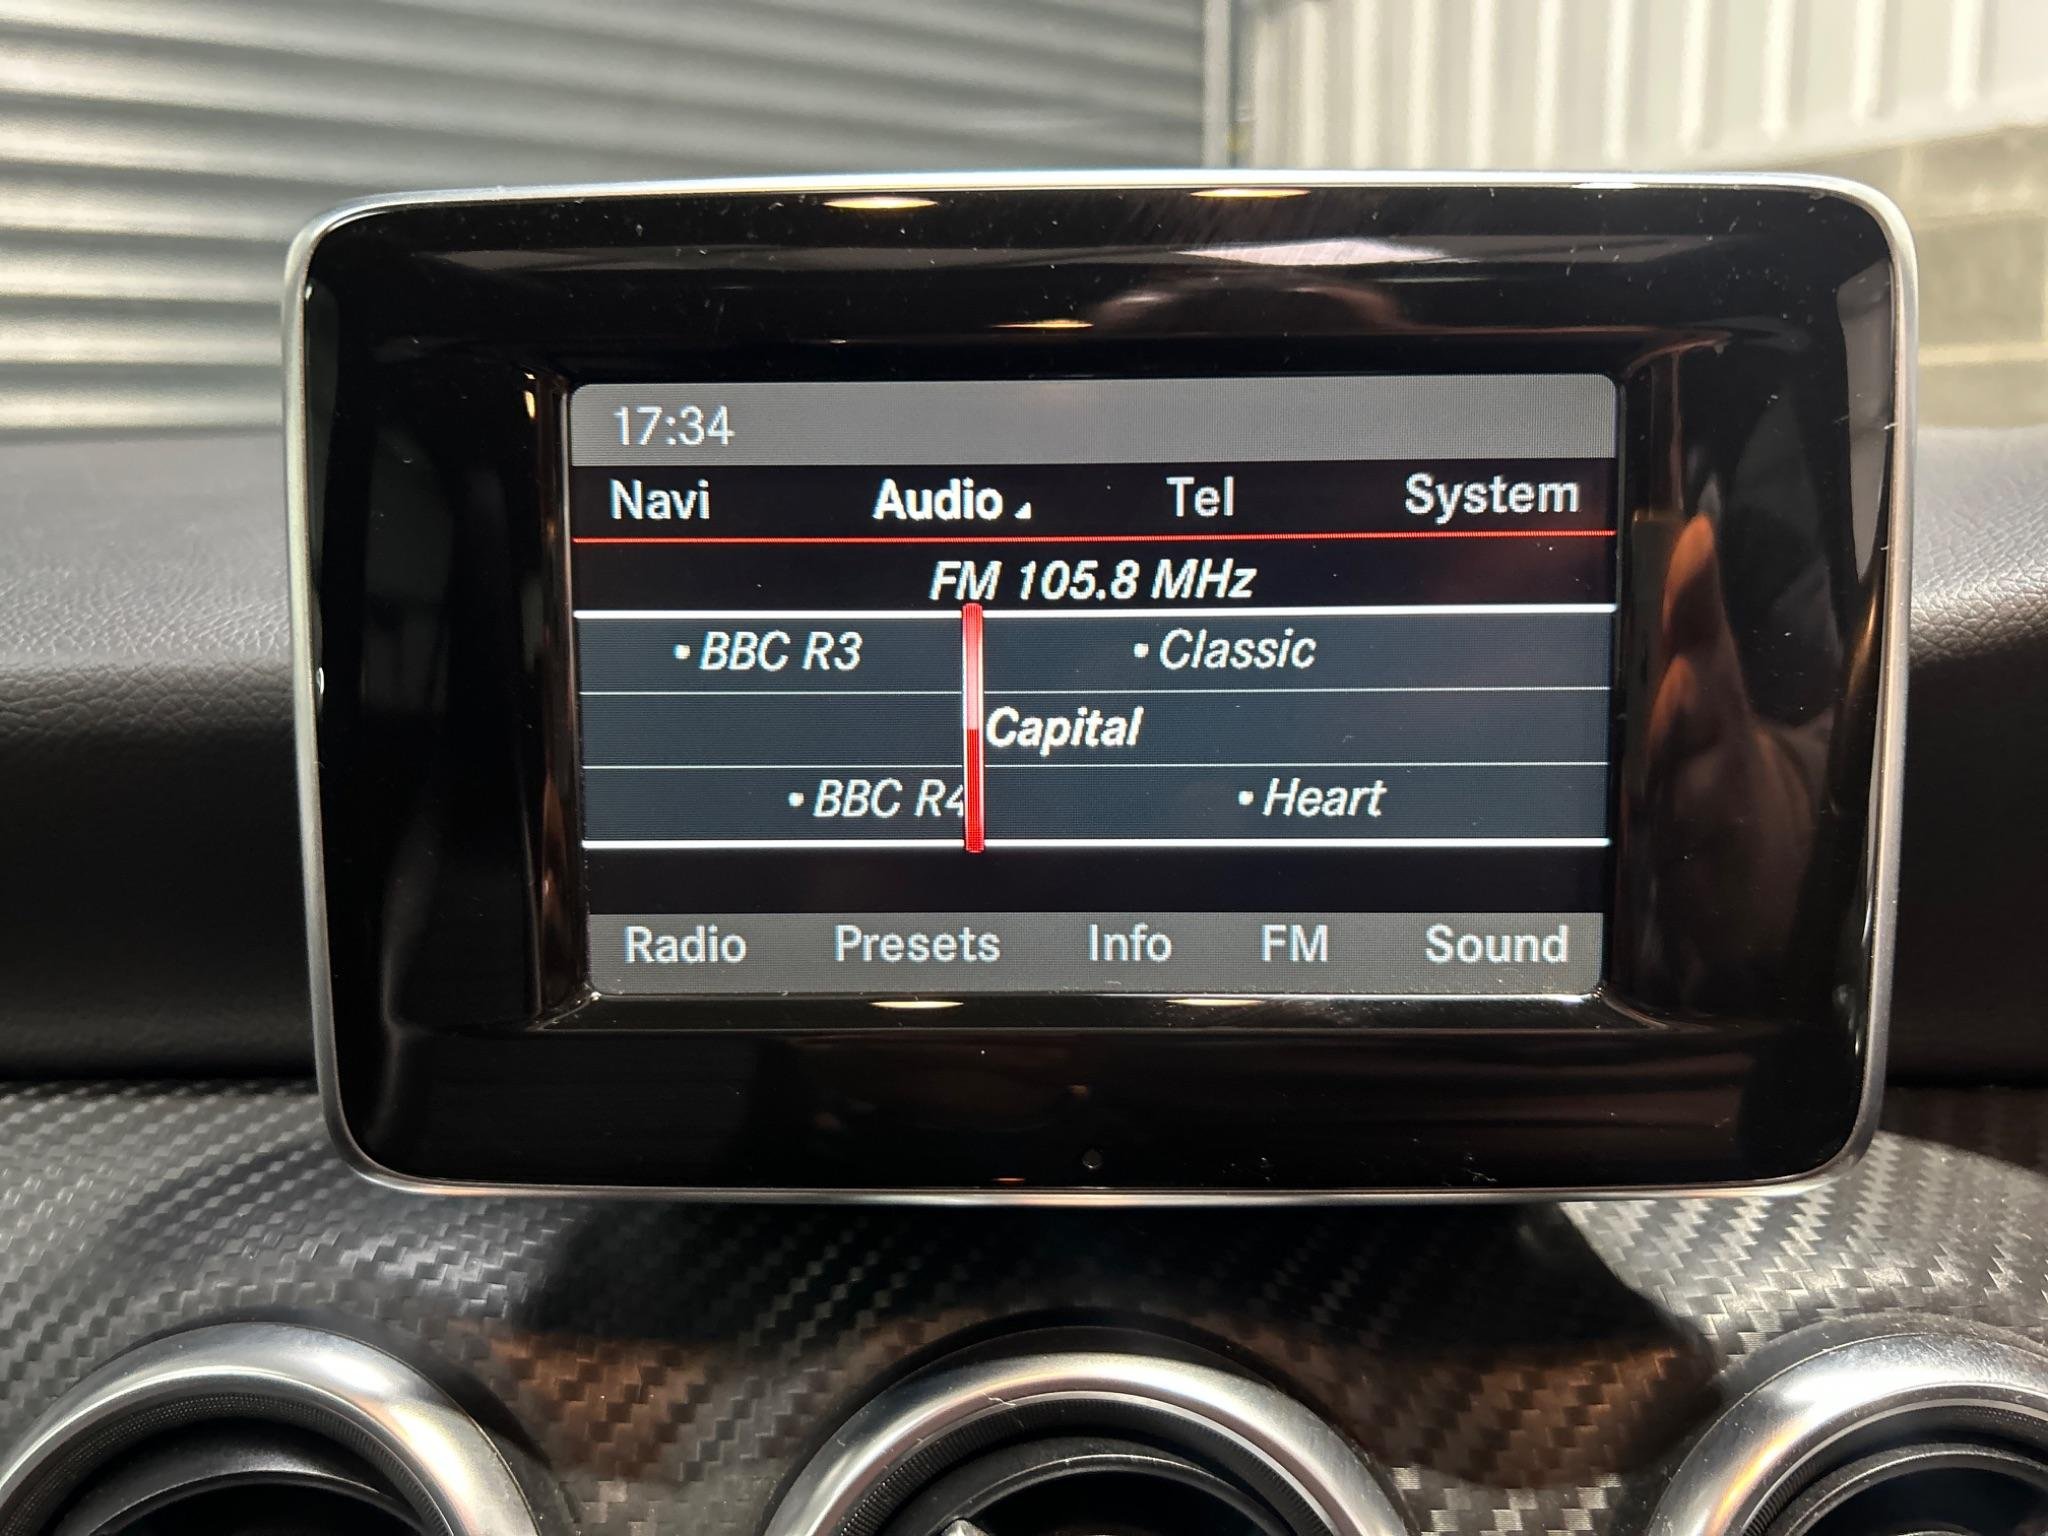 17:34
Navi Audio Tel System
FM 105.8 MHz
• BBC R3 • Classic
Capital
• BBC R4 • Heart
Radio Presets Info FM Sound